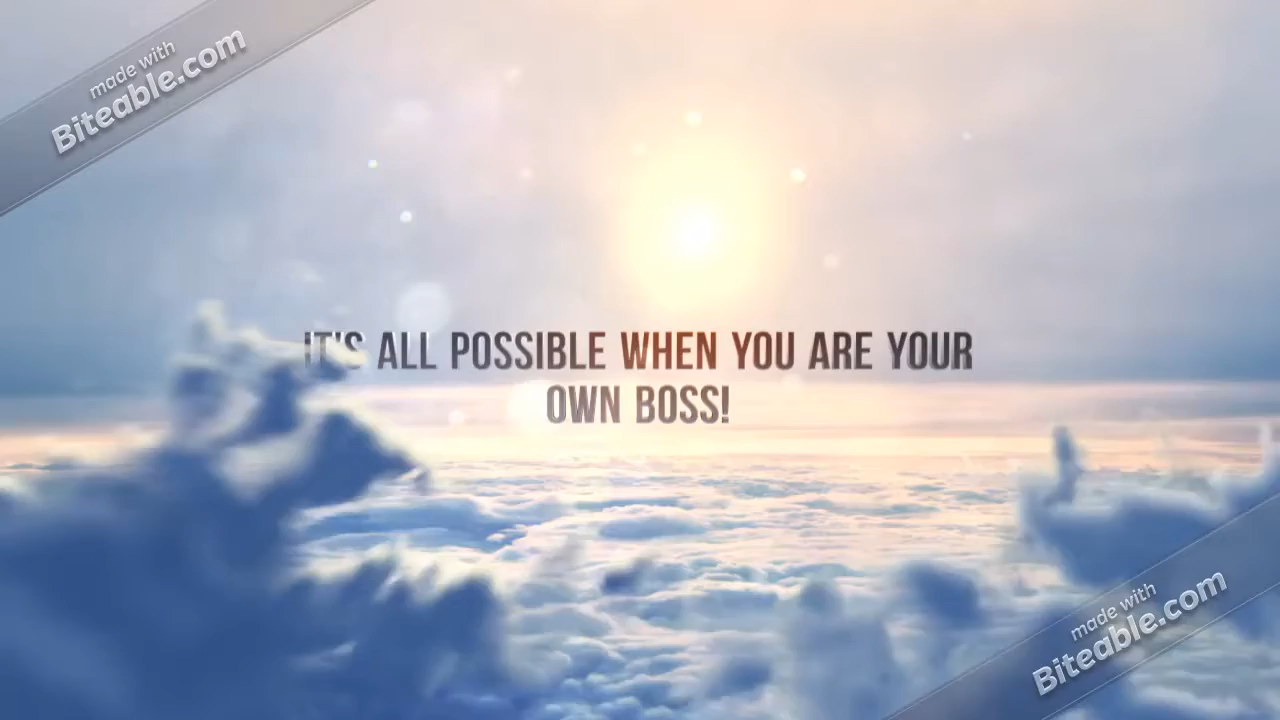 made with
Biteable.com
IT'S ALL POSSIBLE WHEN YOU ARE YOUR
OWN BOSS!
made with
Biteable.com